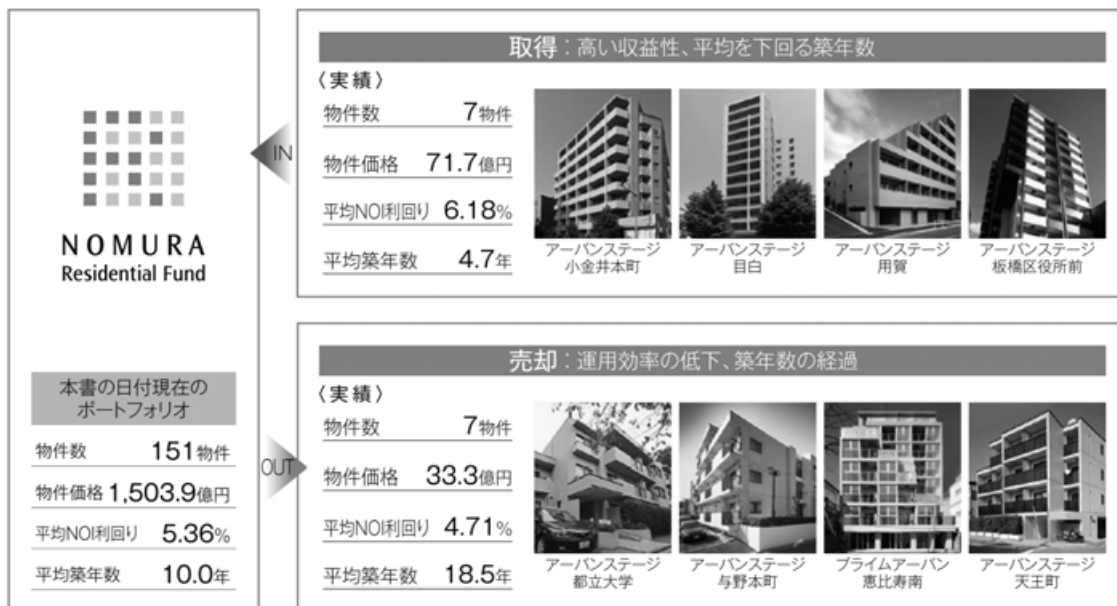 NOMURA
Residential Fund
本書の日付現在の
ポートフォリオ
物件数 151物件
物件価格 1,503.9億円
平均NOI利回り 5.36%
平均築年数 10.0年
IN
OUT
取得：高い収益性、平均を下回る築年数
〈実績〉
物件数 7物件
物件価格 71.7億円
平均NOI利回り 6.18%
平均築年数 4.7年
アーバンステージ
小金井本町
アーバンステージ
目白
アーバンステージ
用賀
アーバンステージ
板橋区役所前
売却：運用効率の低下、築年数の経過
〈実績〉
物件数 7物件
物件価格 33.3億円
平均NOI利回り 4.71%
平均築年数 18.5年
アーバンステージ
都立大学
アーバンステージ
与野本町
プライムアーバン
恵比寿南
アーバンステージ
天王町